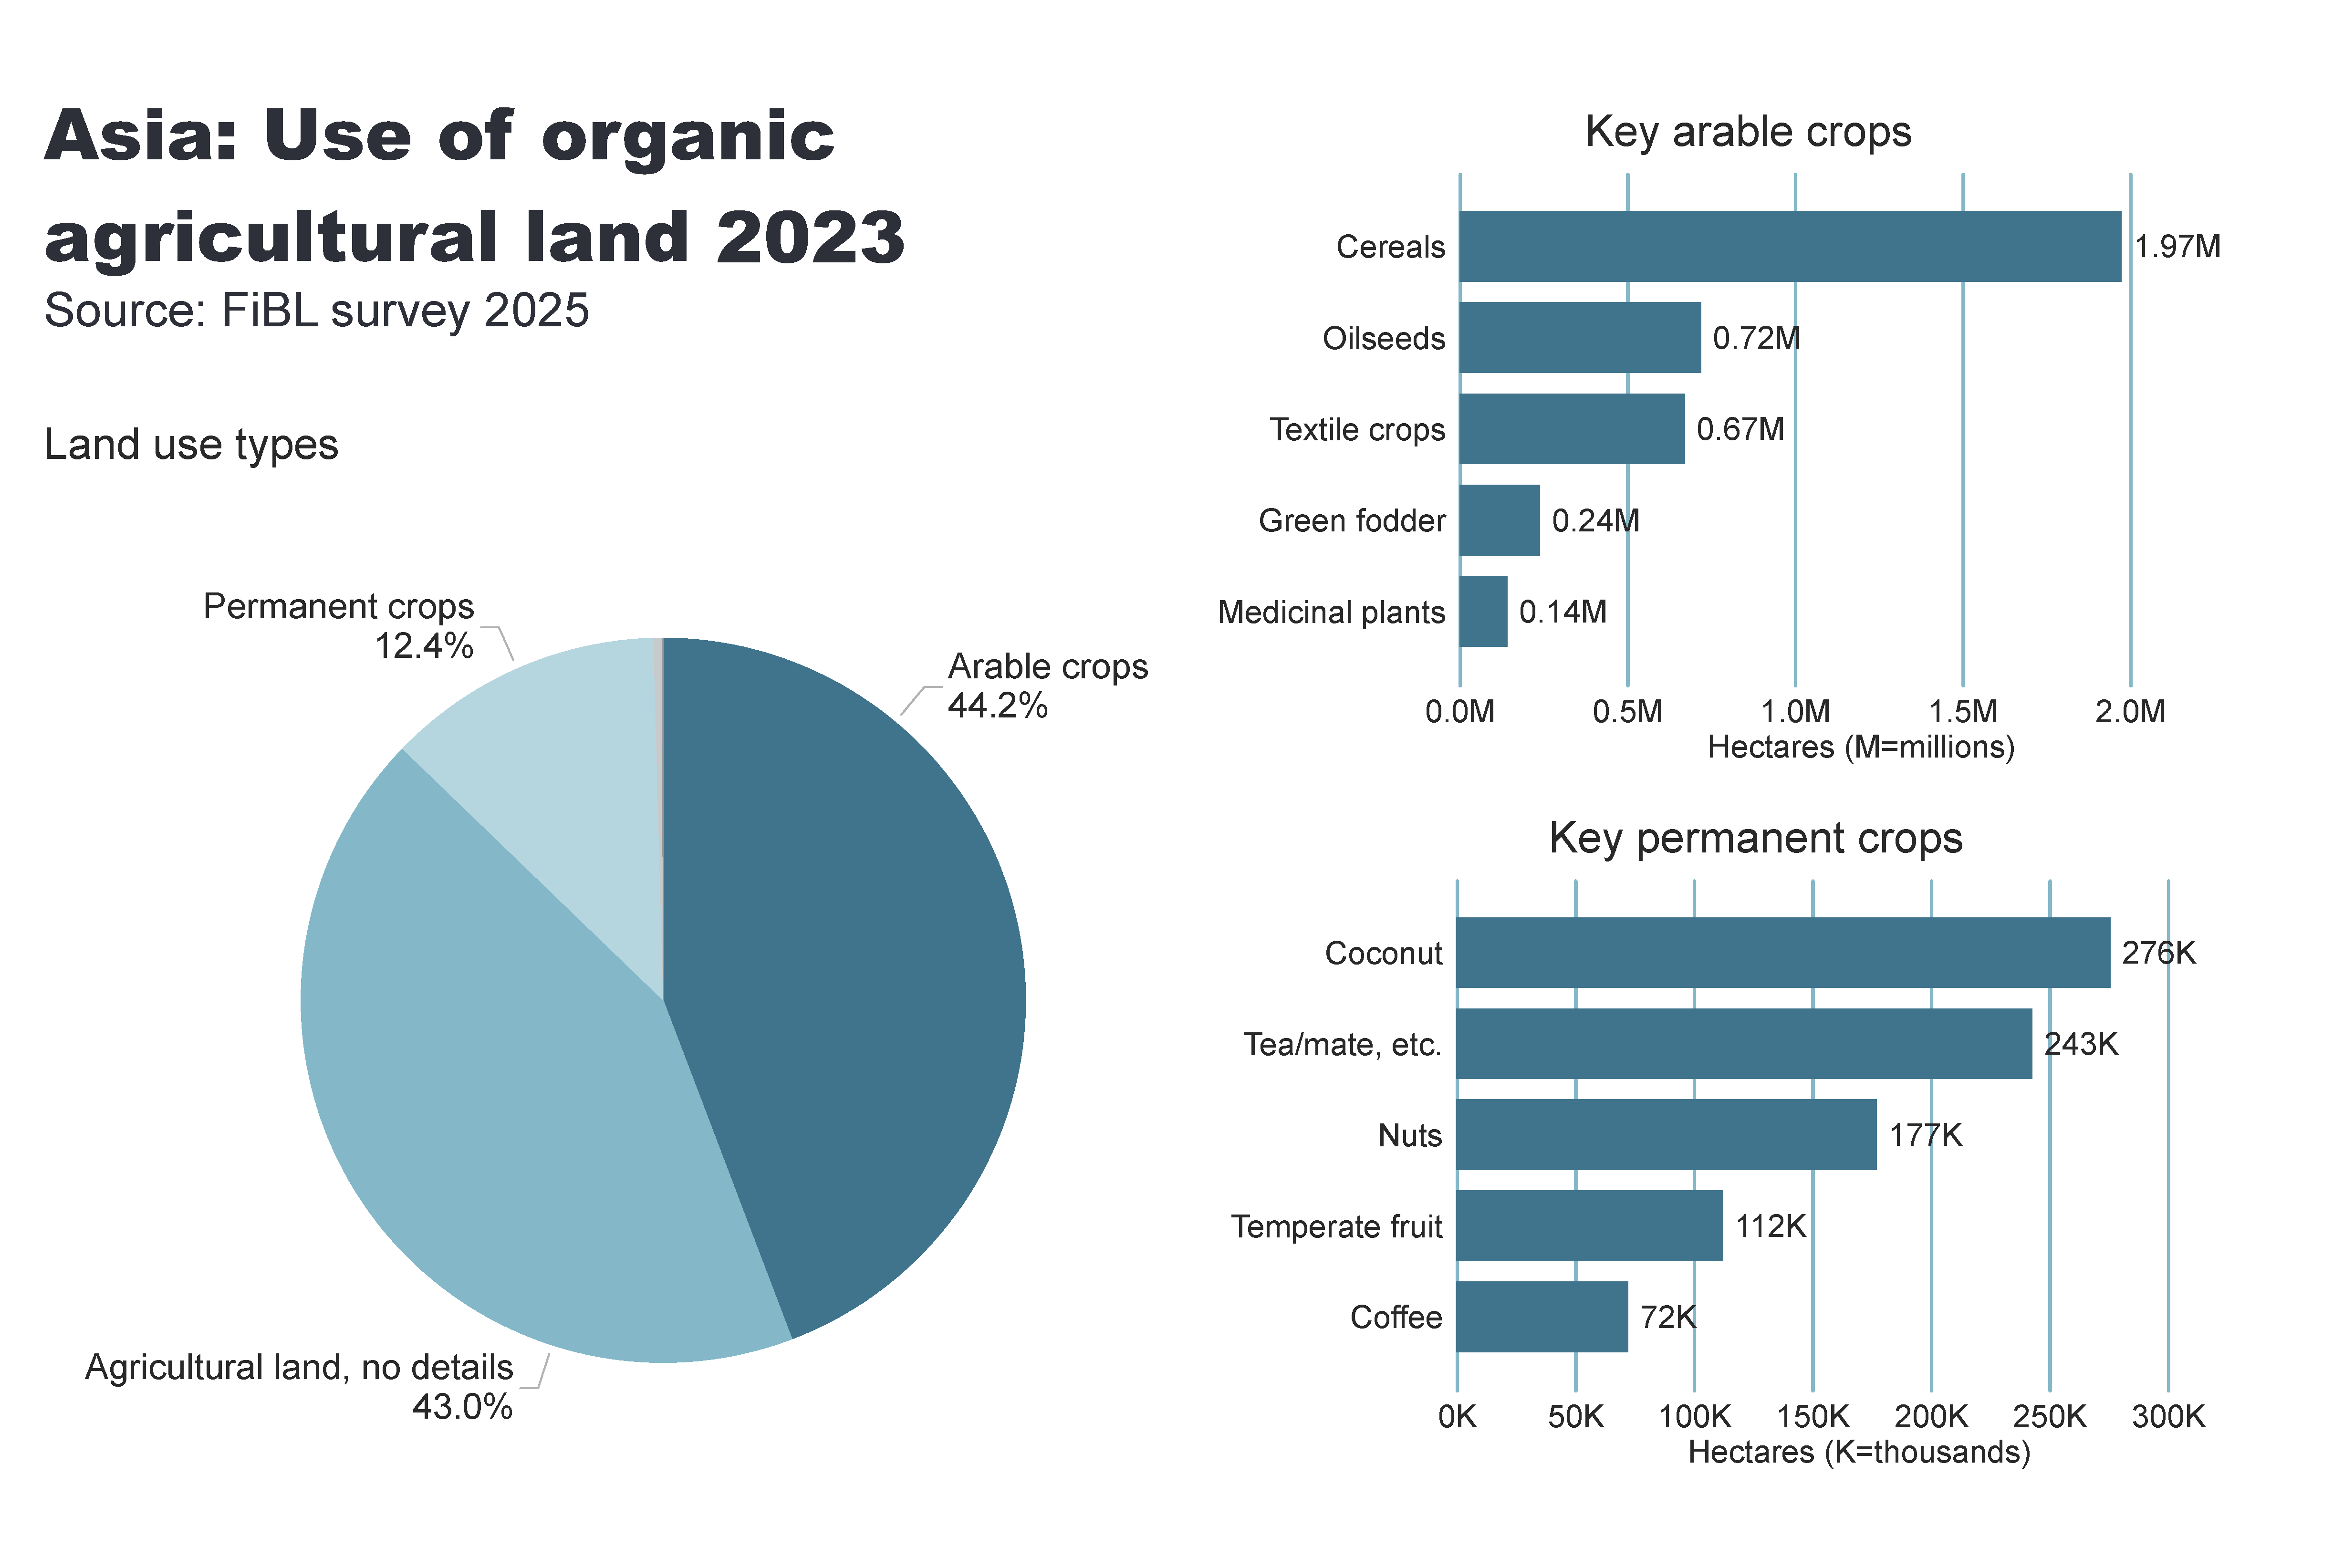 Asia: Use of organic
agricultural land 2023
Source: FiBL survey 2025
Land use types
Permanent crops
12.4%
Arable crops
44.2%
Agricultural land, no details
43.0%
Key arable crops
Cereals
1.97M
Oilseeds
0.72M
Textile crops
0.67M
Green fodder
0.24M
Medicinal plants
0.14M
0.0M 0.5M 1.0M 1.5M 2.0M
Hectares (M=millions)
Key permanent crops
Coconut
276K
Tea/mate, etc.
243K
Nuts
177K
Temperate fruit
112K
Coffee
72K
0K 50K 100K 150K 200K 250K 300K
Hectares (K=thousands)